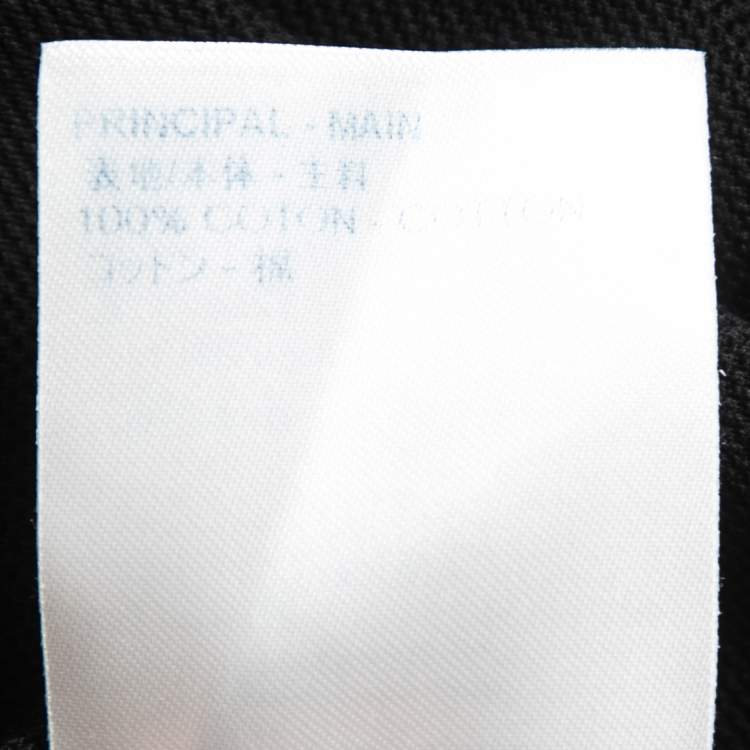 PRINCIPAL - MAIN
表地/本体 - 主料
100% COTON - COTTON
コットン - 棉